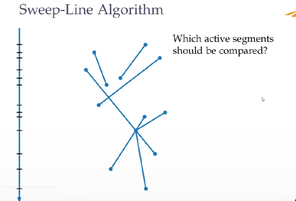 Sweep-Line Algorithm
Which active segments
should be compared?